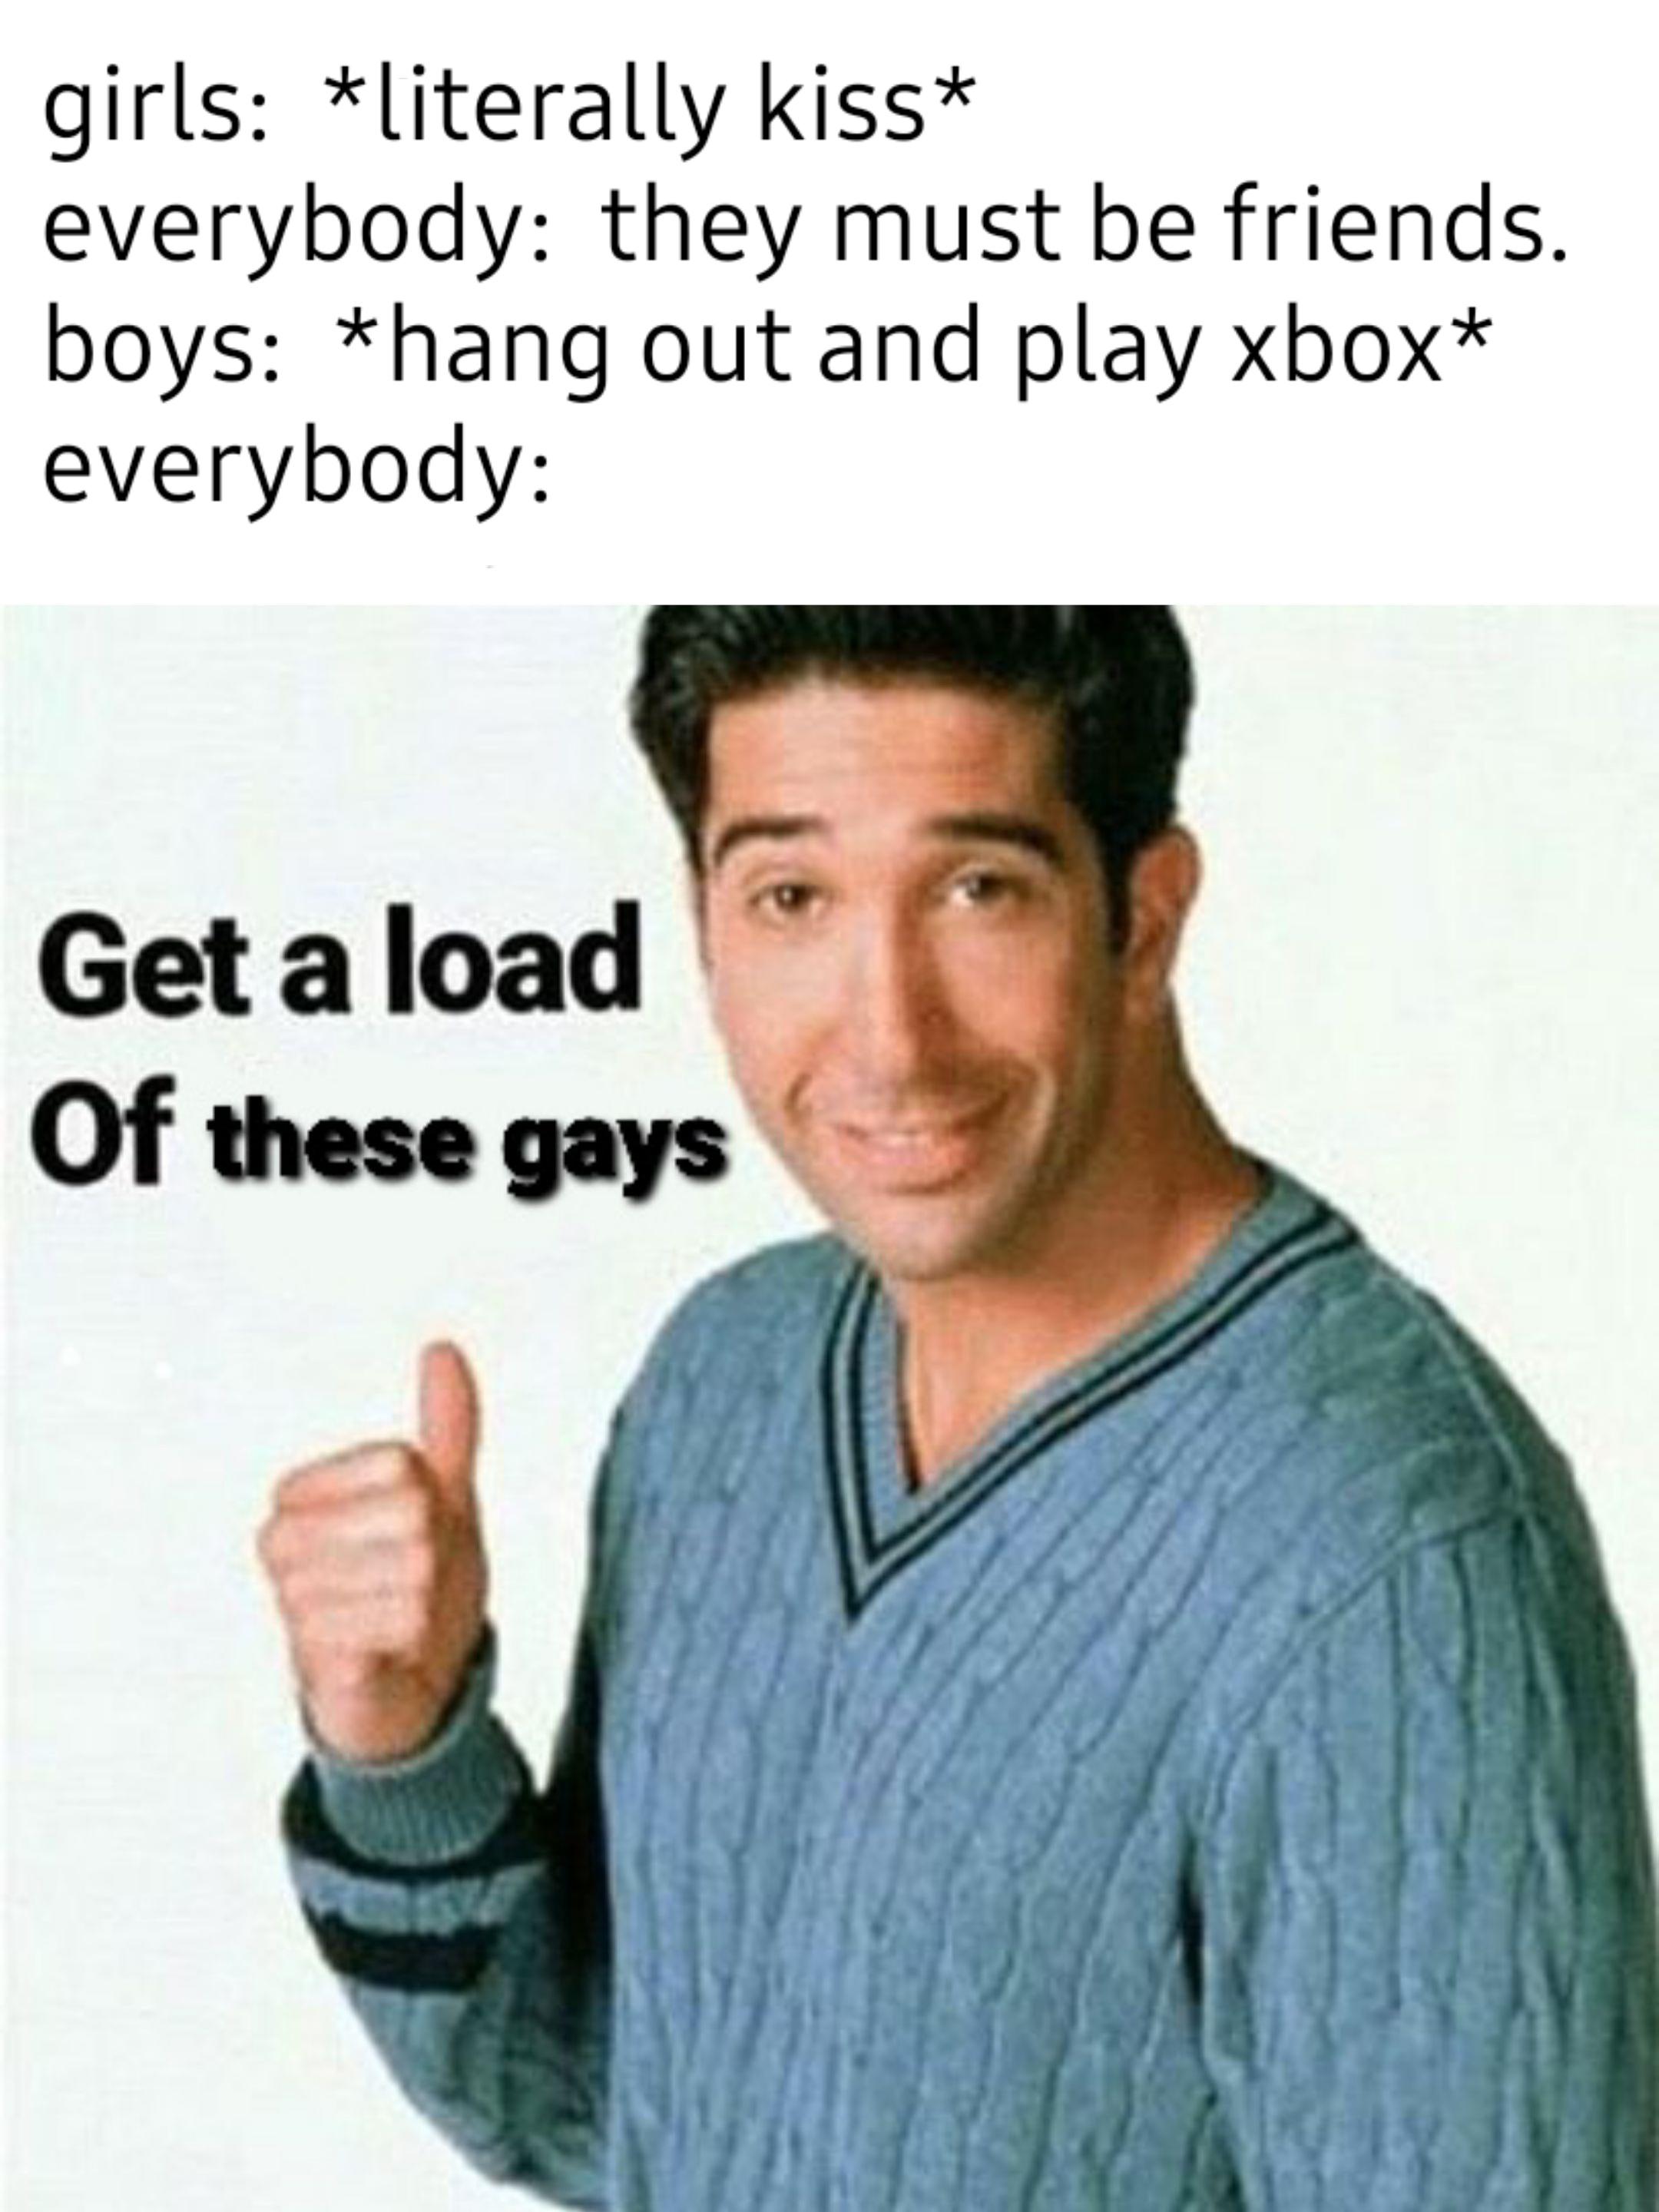 girls: *literally kiss*
everybody: they must be friends.
boys: *hang out and play xbox*
everybody:
Get a load
Of these gays